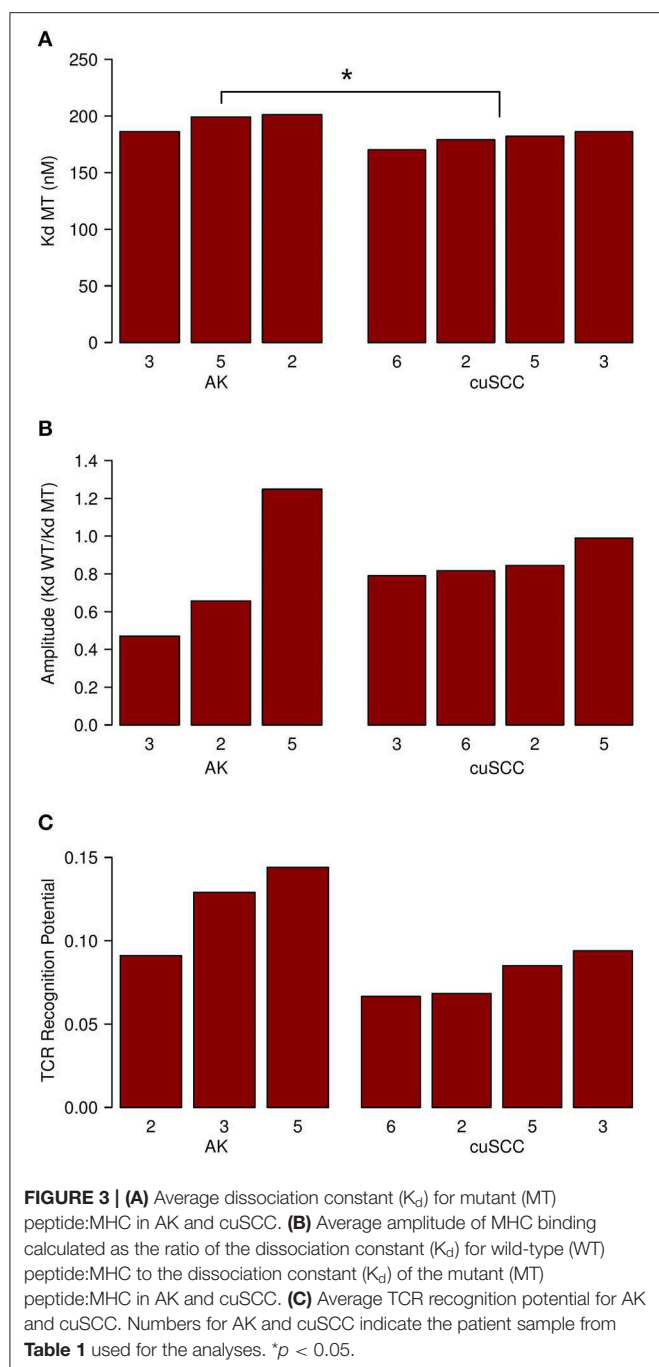 A
250
200
150
100
50
0
Kd MT (nM)
*
3 5 2 6 2 5 3
AK cuSCC
B
1.4
1.2
1.0
0.8
0.6
0.4
0.2
0.0
Amplitude (Kd WT/Kd MT)
3 2 5 3 6 2 5
AK cuSCC
C
0.15
0.10
0.05
0.00
TCR Recognition Potential
2 3 5 6 2 5 3
AK cuSCC
FIGURE 3 | (A) Average dissociation constant (Kd) for mutant (MT)
peptide:MHC in AK and cuSCC. (B) Average amplitude of MHC binding
calculated as the ratio of the dissociation constant (Kd) for wild-type (WT)
peptide:MHC to the dissociation constant (Kd) of the mutant (MT)
peptide:MHC in AK and cuSCC. (C) Average TCR recognition potential for AK
and cuSCC. Numbers for AK and cuSCC indicate the patient sample from
Table 1 used for the analyses. *p < 0.05.